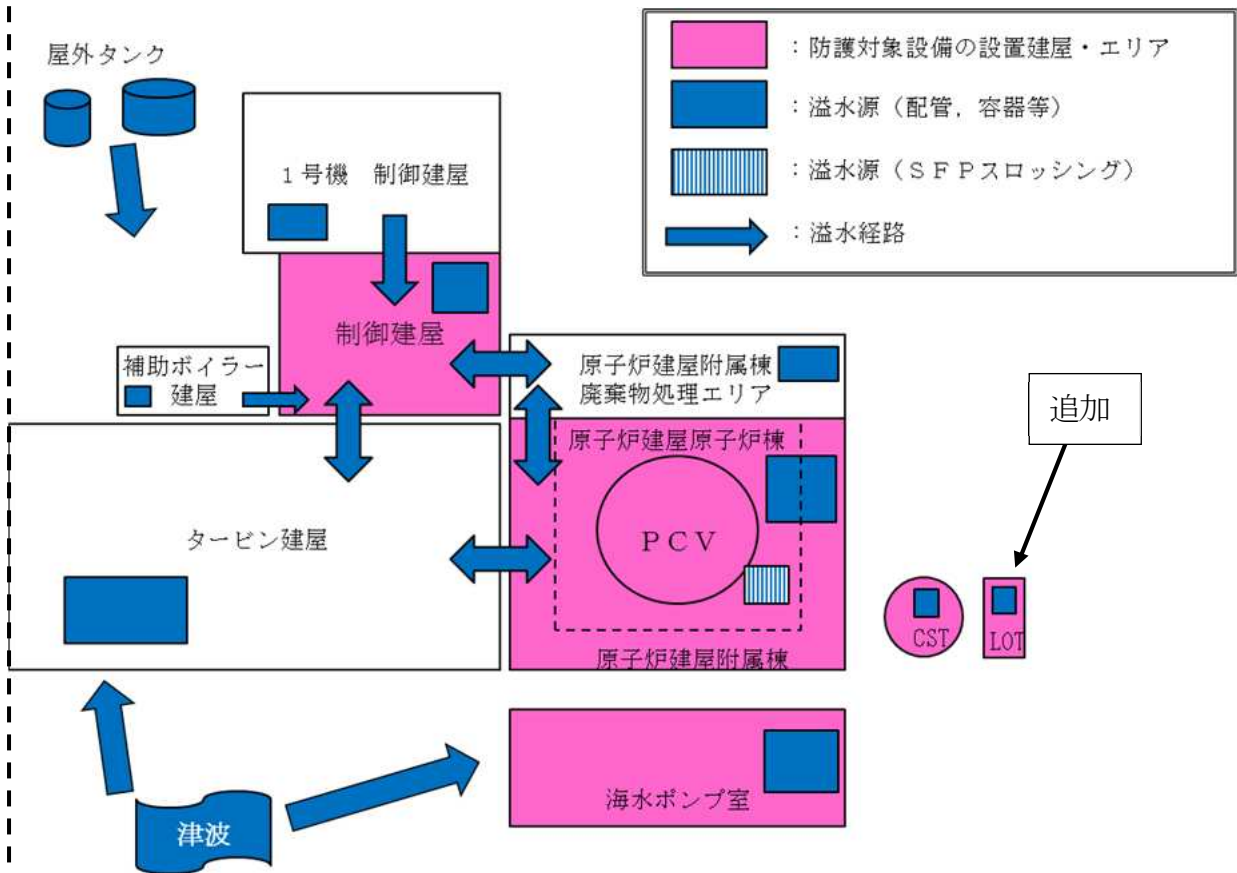 屋外タンク
：防護対象設備の設置建屋・エリア
：溢水源（配管，容器等）
：溢水源（ＳＦＰスロッシング）
：溢水経路
１号機　制御建屋
制御建屋
補助ボイラー
建屋
原子炉建屋附属棟
廃棄物処理エリア
追加
原子炉建屋原子炉棟
ＰＣＶ
タービン建屋
CST
LOT
原子炉建屋附属棟
海水ポンプ室
津波